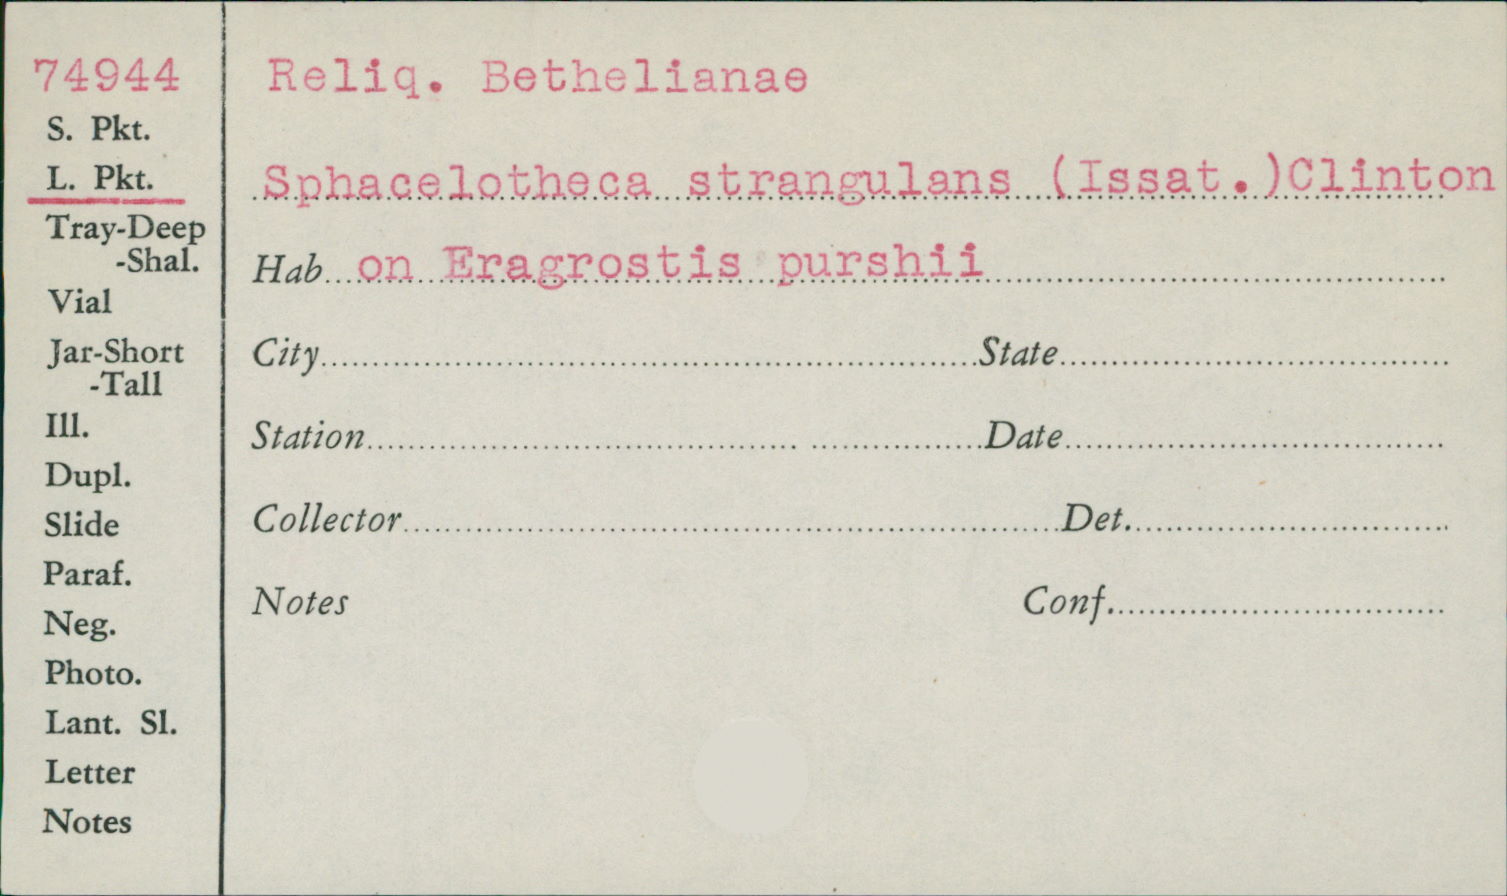 74944
Reliq. Bethelianae
S. Pkt.
L. Pkt.
Sphacelotheca strangulans (Issat.)Clinton
Tray-Deep
-Shal.
Hab on Eragrostis purshii
Vial
Jar-Short
-Tall
City State
Ill.
Station Date
Dupl.
Slide
Collector Det.
Paraf.
Neg.
Notes Conf.
Photo.
Lant. Sl.
Letter
Notes